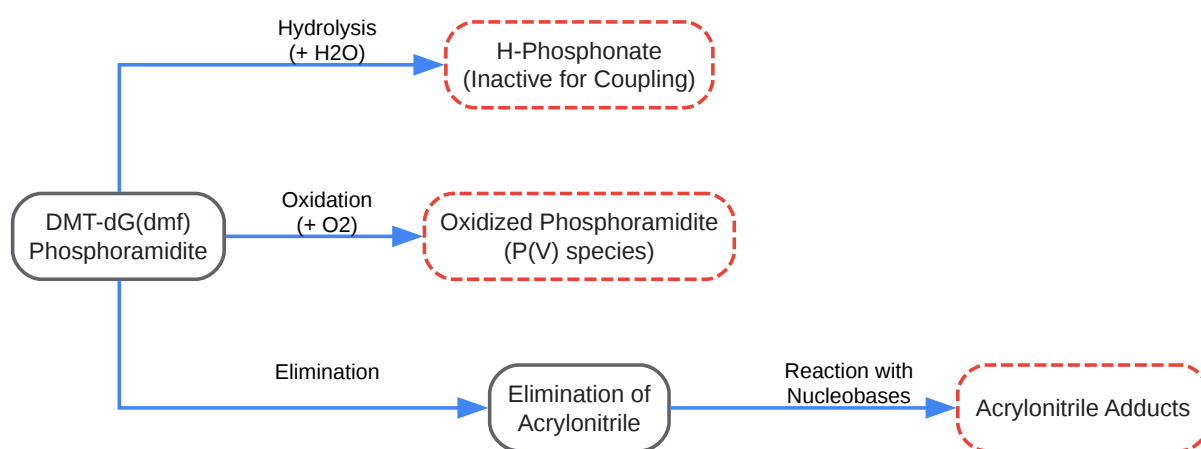 Hydrolysis
(+ H2O)
H-Phosphonate
(Inactive for Coupling)
DMT-dG(dmf)
Phosphoramidite
Oxidation
(+ O2)
Oxidized Phosphoramidite
(P(V) species)
Elimination
Elimination of
Acrylonitrile
Reaction with
Nucleobases
Acrylonitrile Adducts